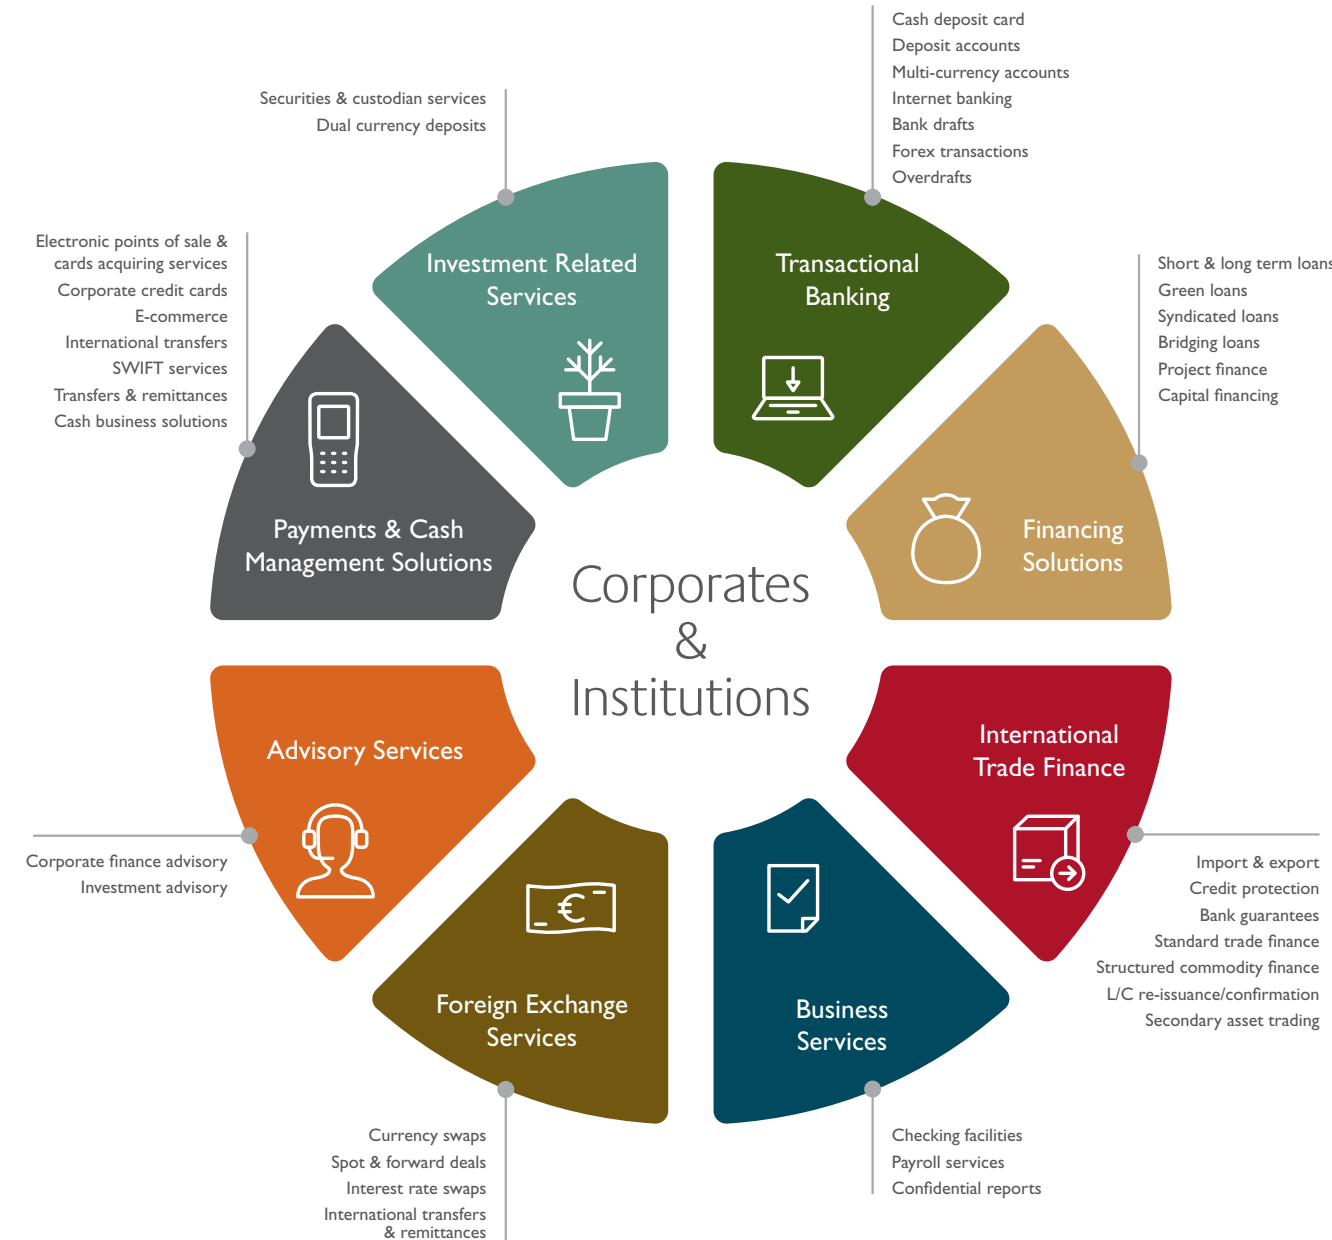 Cash deposit card
Deposit accounts
Multi-currency accounts
Internet banking
Bank drafts
Forex transactions
Overdrafts
Securities & custodian services
Dual currency deposits
Electronic points of sale &
cards acquiring services
Corporate credit cards
E-commerce
International transfers
SWIFT services
Transfers & remittances
Cash business solutions
Short & long term loans
Green loans
Syndicated loans
Bridging loans
Project finance
Capital financing
Investment Related
Services
Transactional
Banking
Payments & Cash
Management Solutions
Financing
Solutions
Corporates
&
Institutions
Advisory Services
International
Trade Finance
Corporate finance advisory
Investment advisory
Import & export
Credit protection
Bank guarantees
Standard trade finance
Structured commodity finance
L/C re-issuance/confirmation
Secondary asset trading
€
Foreign Exchange
Services
Business
Services
Currency swaps
Spot & forward deals
Interest rate swaps
International transfers
& remittances
Checking facilities
Payroll services
Confidential reports